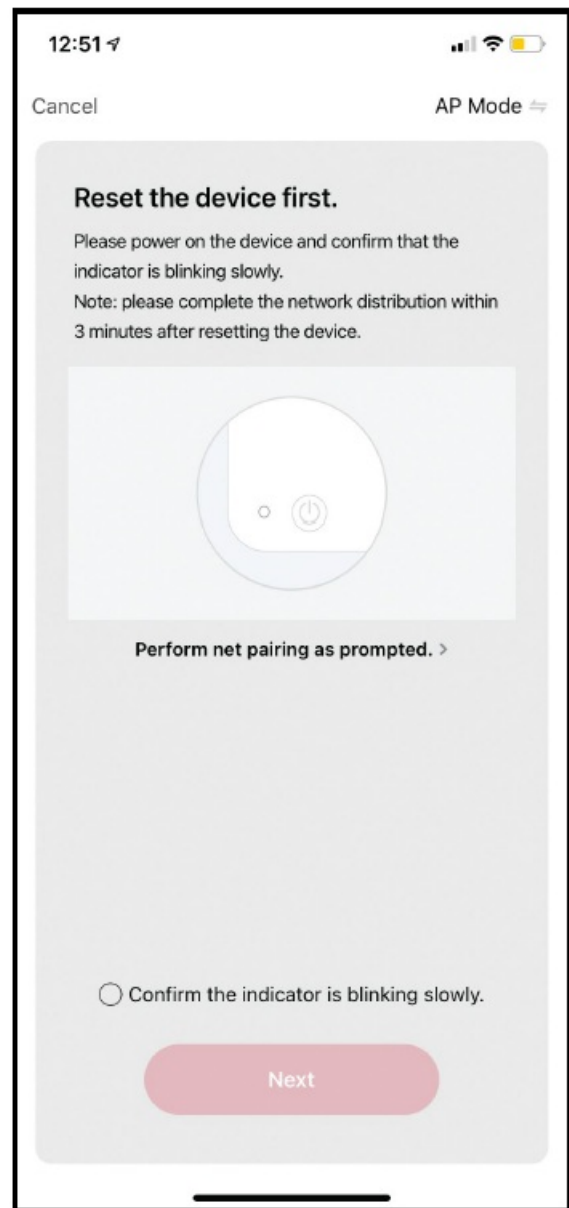 12:51
Cancel
AP Mode
Reset the device first.
Please power on the device and confirm that the
indicator is blinking slowly.
Note: please complete the network distribution within
3 minutes after resetting the device.
Perform net pairing as prompted. >
Confirm the indicator is blinking slowly.
Next